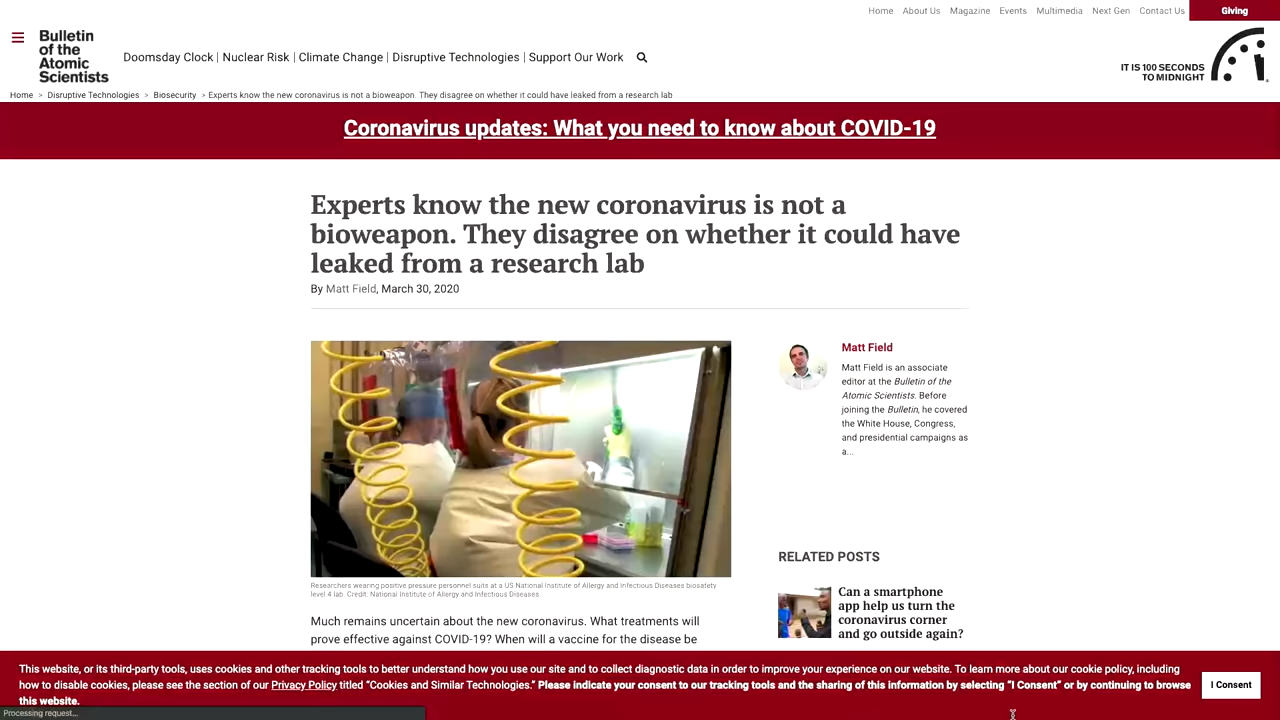 Home About Us Magazine Events Multimedia Next Gen Contact Us Giving
Bulletin
of the
Atomic
Scientists
Doomsday Clock | Nuclear Risk | Climate Change | Disruptive Technologies | Support Our Work
IT IS 100 SECONDS
TO MIDNIGHT
Home > Disruptive Technologies > Biosecurity > Experts know the new coronavirus is not a bioweapon. They disagree on whether it could have leaked from a research lab
Coronavirus updates: What you need to know about COVID-19
Experts know the new coronavirus is not a
bioweapon. They disagree on whether it could have
leaked from a research lab
By Matt Field, March 30, 2020
Researchers wearing positive pressure personnel suits at a US National Institute of Allergy and Infectious Diseases biosafety
level 4 lab. Credit: National Institute of Allergy and Infectious Diseases
Much remains uncertain about the new coronavirus. What treatments will
prove effective against COVID-19? When will a vaccine for the disease be
Matt Field
Matt Field is an associate
editor at the Bulletin of the
Atomic Scientists. Before
joining the Bulletin, he covered
the White House, Congress,
and presidential campaigns as
a...
RELATED POSTS
Can a smartphone
app help us turn the
coronavirus corner
and go outside again?
This website, or its third-party tools, uses cookies and other tracking tools to better understand how you use our site and to collect diagnostic data in order to improve your experience on our website. To learn more about our cookie policy, including
how to disable cookies, please see the section of our Privacy Policy titled “Cookies and Similar Technologies.” Please indicate your consent to our tracking tools and the sharing of this information by selecting “I Consent” or by continuing to browse
this website.
I Consent
Processing request...